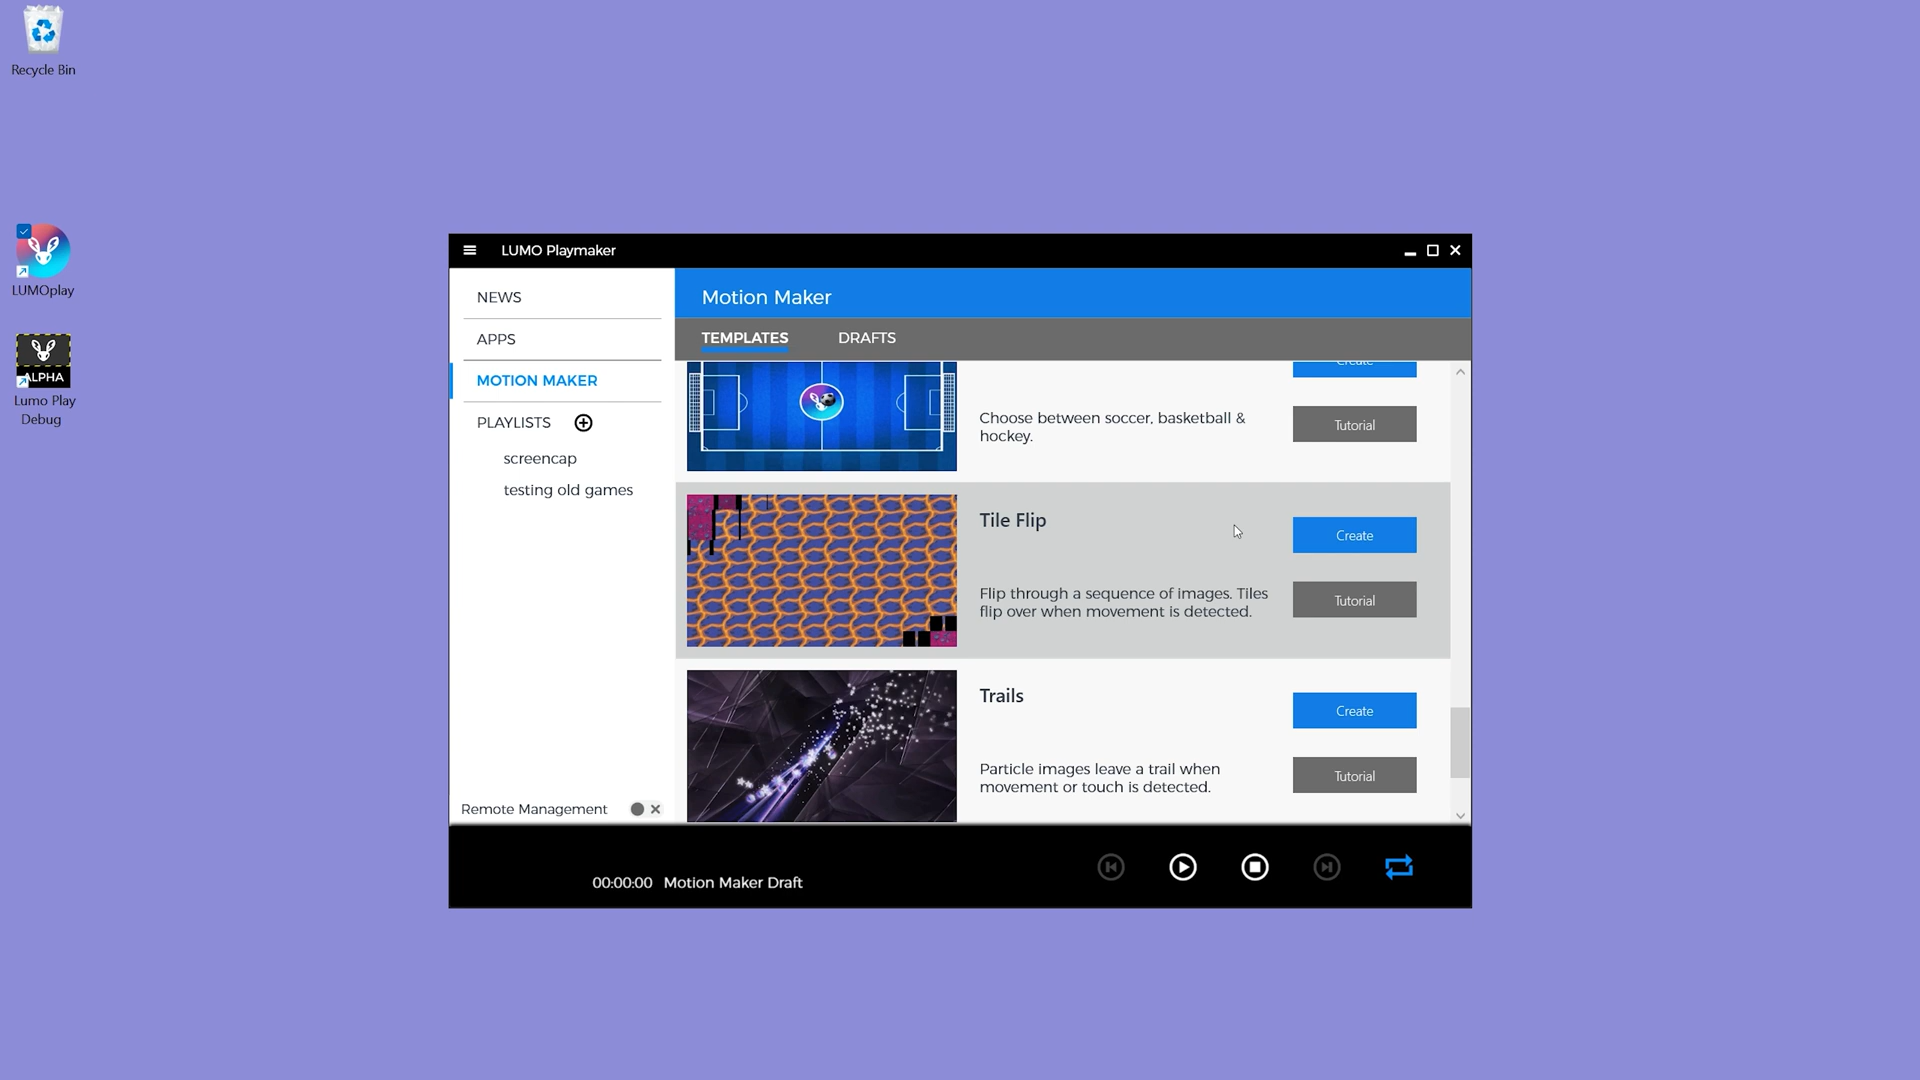 Recycle Bin
LUMOplay
ALPHA
Lumo Play
Debug
LUMO Playmaker
NEWS
APPS
MOTION MAKER
PLAYLISTS
screencap
testing old games
Remote Management
Motion Maker
TEMPLATES
DRAFTS
Create
Choose between soccer, basketball &
hockey.
Tutorial
Tile Flip
Create
Flip through a sequence of images. Tiles
flip over when movement is detected.
Tutorial
Trails
Create
Particle images leave a trail when
movement or touch is detected.
Tutorial
00:00:00 Motion Maker Draft